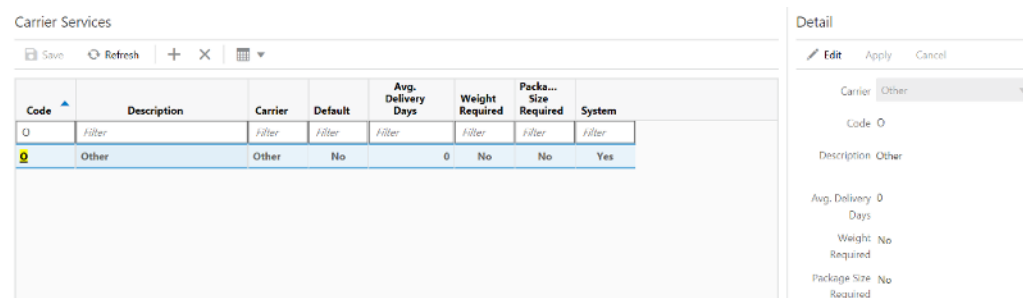 Carrier Services
Save Refresh
Code Description Carrier Default Avg. Delivery Days Weight Required Packa... Size Required System
O Filter Filter Filter Filter Filter Filter Filter
O Other Other No 0 No No Yes
Detail
Edit Apply Cancel
Carrier Other
Code O
Description Other
Avg. Delivery Days 0
Weight Required No
Package Size Required No